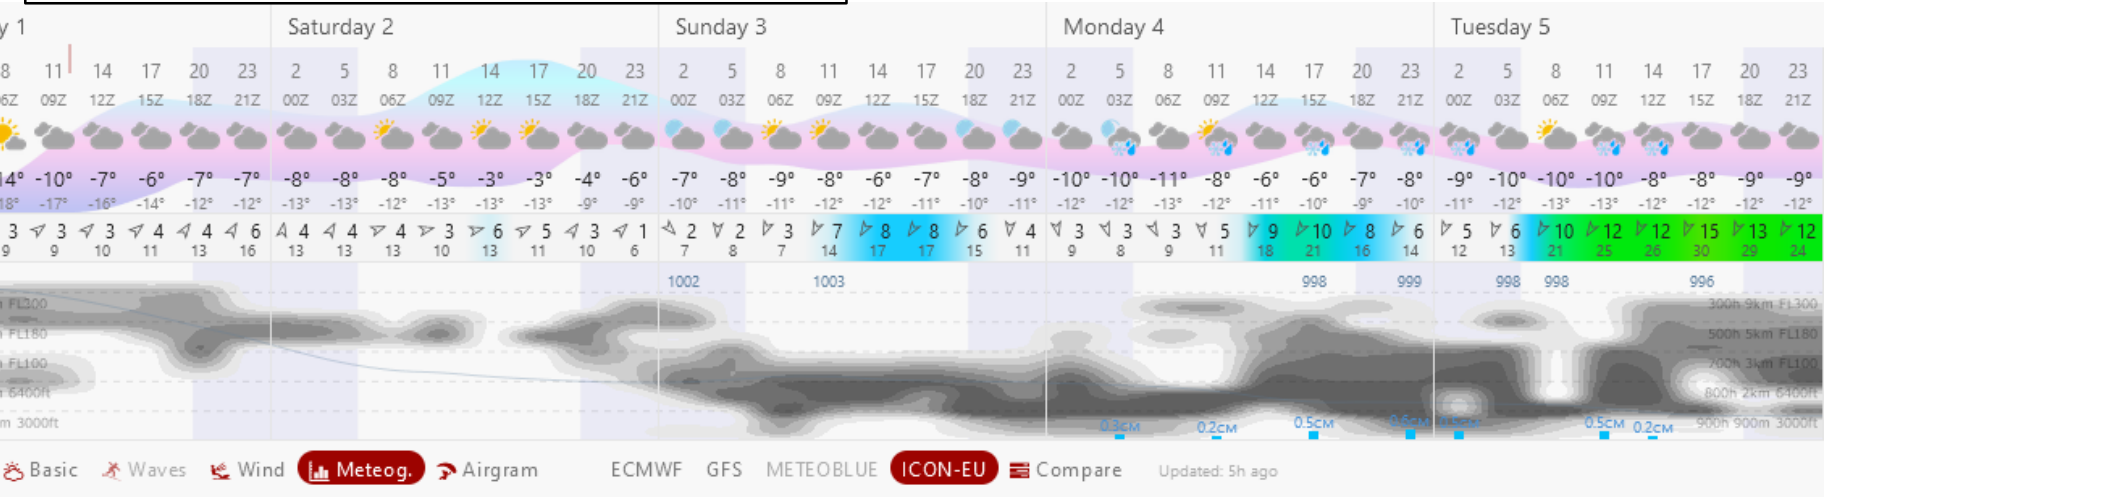 y 1 Saturday 2 Sunday 3 Monday 4 Tuesday 5
8 11 14 17 20 23 2 5 8 11 14 17 20 23 2 5 8 11 14 17 20 23 2 5 8 11 14 17 20 23 2 5 8 11 14 17 20 23
6Z 09Z 12Z 15Z 18Z 21Z 00Z 03Z 06Z 09Z 12Z 15Z 18Z 21Z 00Z 03Z 06Z 09Z 12Z 15Z 18Z 21Z 00Z 03Z 06Z 09Z 12Z 15Z 18Z 21Z 00Z 03Z 06Z 09Z 12Z 15Z 18Z 21Z
14° -10° -7° -6° -7° -7° -8° -8° -8° -5° -3° -3° -4° -6° -7° -8° -9° -8° -6° -7° -8° -9° -10° -10° -11° -8° -6° -6° -7° -8° -9° -10° -10° -10° -8° -8° -9° -9°
18° -17° -16° -14° -12° -12° -13° -13° -12° -13° -13° -13° -9° -9° -10° -11° -11° -12° -12° -11° -10° -11° -12° -12° -13° -12° -11° -10° -9° -10° -11° -12° -13° -13° -12° -12° -12° -12°
3 3 3 4 4 6 4 4 4 3 6 5 3 1 2 2 3 7 8 8 6 4 3 3 3 5 9 10 8 6 5 6 10 12 12 15 13 12
9 9 10 11 13 16 13 13 13 10 13 11 10 6 7 8 7 14 17 17 15 11 9 8 9 11 18 21 16 14 12 13 21 25 26 30 29 24
1002 1003 998 999 998 998 996
FL300 300h 9km FL300
FL180 500h 5km FL180
FL100 700h 3km FL100
6400ft 800h 2km 6400ft
m 3000ft 0.3см 0.2см 0.5см 0.6см 0.5см 0.5см 0.2см 900h 900m 3000ft
Basic Waves Wind Meteog. Airgram ECMWF GFS METEOBLUE ICON-EU Compare Updated: 5h ago